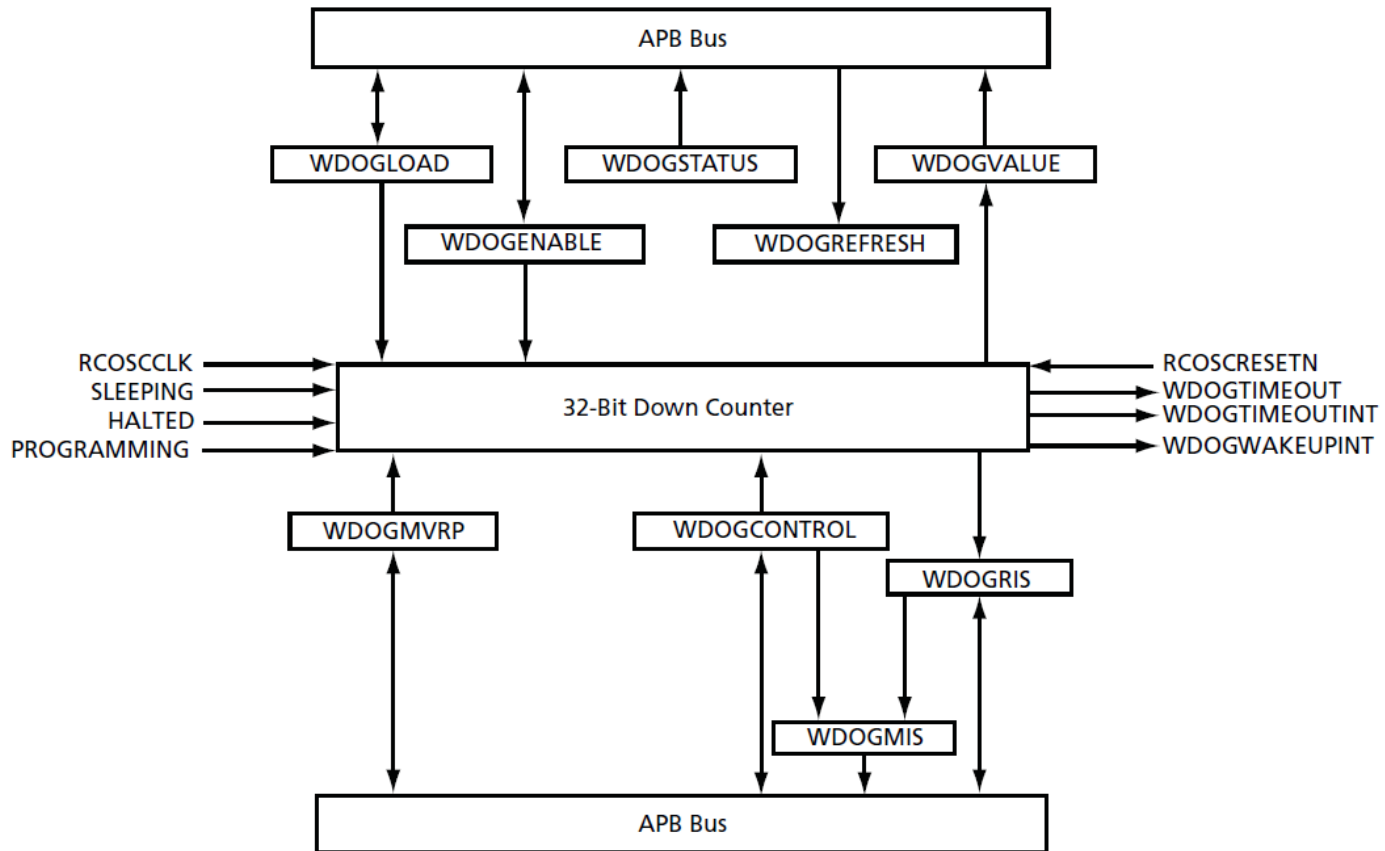 APB Bus
WDOGLOAD
WDOGSTATUS
WDOGVALUE
WDOGENABLE
WDOGREFRESH
RCOSCCLK
SLEEPING
HALTED
PROGRAMMING
32-Bit Down Counter
RCOSCRESETN
WDOGTIMEOUT
WDOGTIMEOUTINT
WDOGWAKEUPINT
WDOGMVRP
WDOGCONTROL
WDOGRIS
WDOGMIS
APB Bus